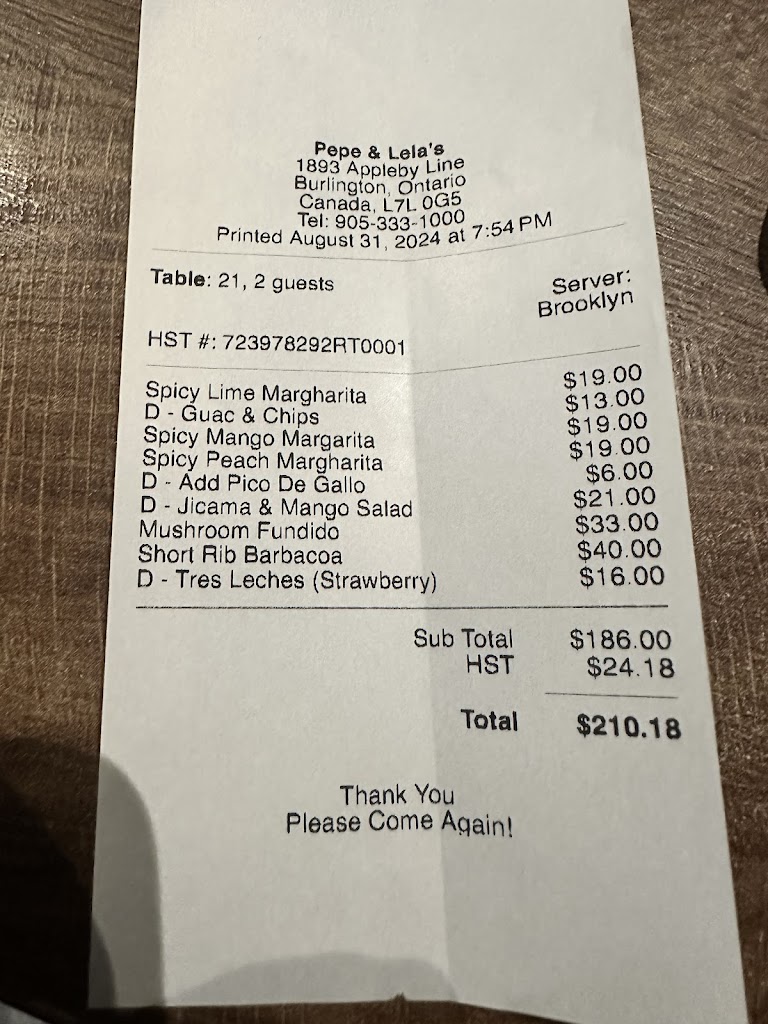 Pepe & Lela's
1893 Appleby Line
Burlington, Ontario
Canada, L7L 0G5
Tel: 905-333-1000
Printed August 31, 2024 at 7:54 PM
Table: 21, 2 guests
Server:
Brooklyn
HST #: 723978292RT0001
Spicy Lime Margharita $19.00
D - Guac & Chips $13.00
Spicy Mango Margarita $19.00
Spicy Peach Margharita $19.00
D - Add Pico De Gallo $6.00
D - Jicama & Mango Salad $21.00
Mushroom Fundido $33.00
Short Rib Barbacoa $40.00
D - Tres Leches (Strawberry) $16.00
Sub Total $186.00
HST $24.18
Total $210.18
Thank You
Please Come Again!